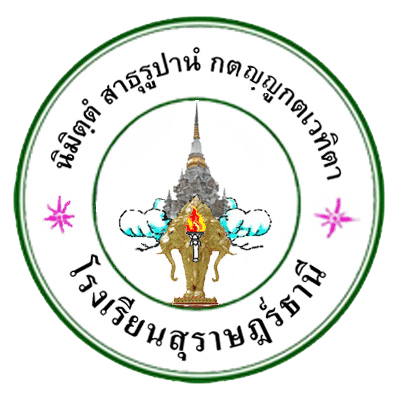 นิมิตฺตํ สาธุรูปานํ กตญฺญูกตเวทิตา
โรงเรียนสุราษฎร์ธานี